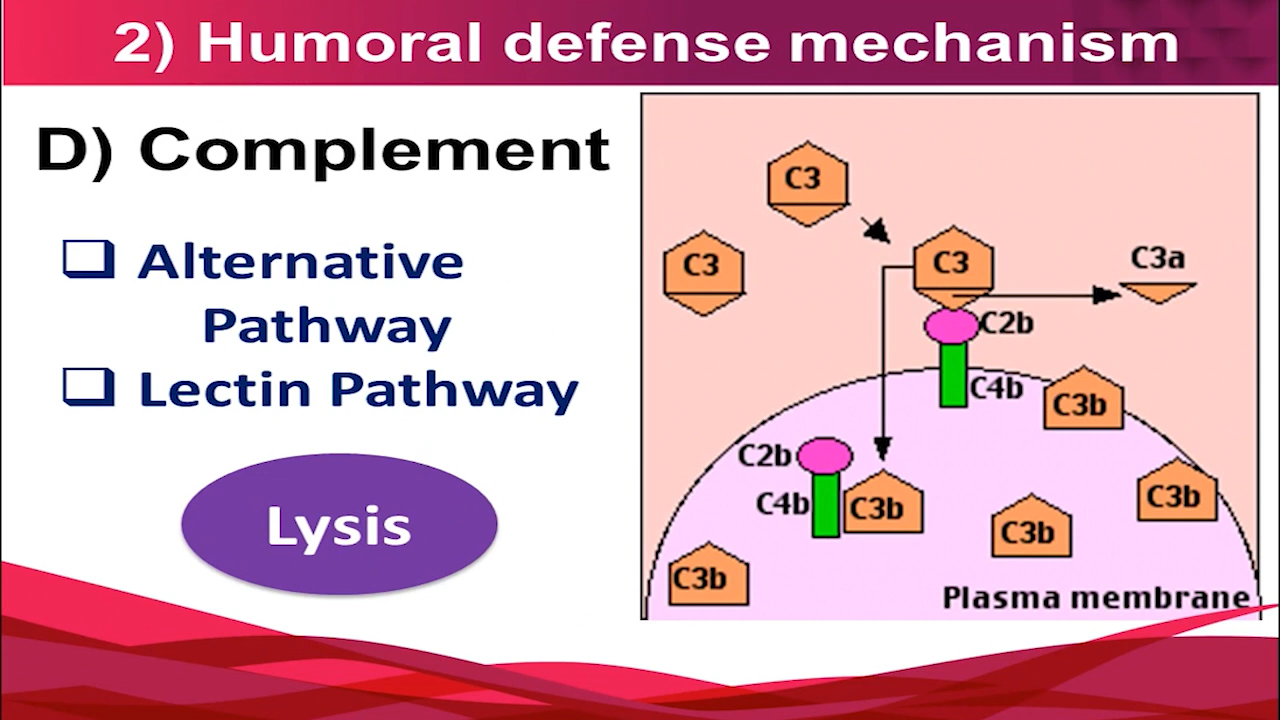 2) Humoral defense mechanism
D) Complement
❑ Alternative
Pathway
❑ Lectin Pathway
Lysis
C3
C3
C3
C3a
C2b
C4b
C3b
C2b
C4b
C3b
C3b
C3b
C3b
Plasma membrane